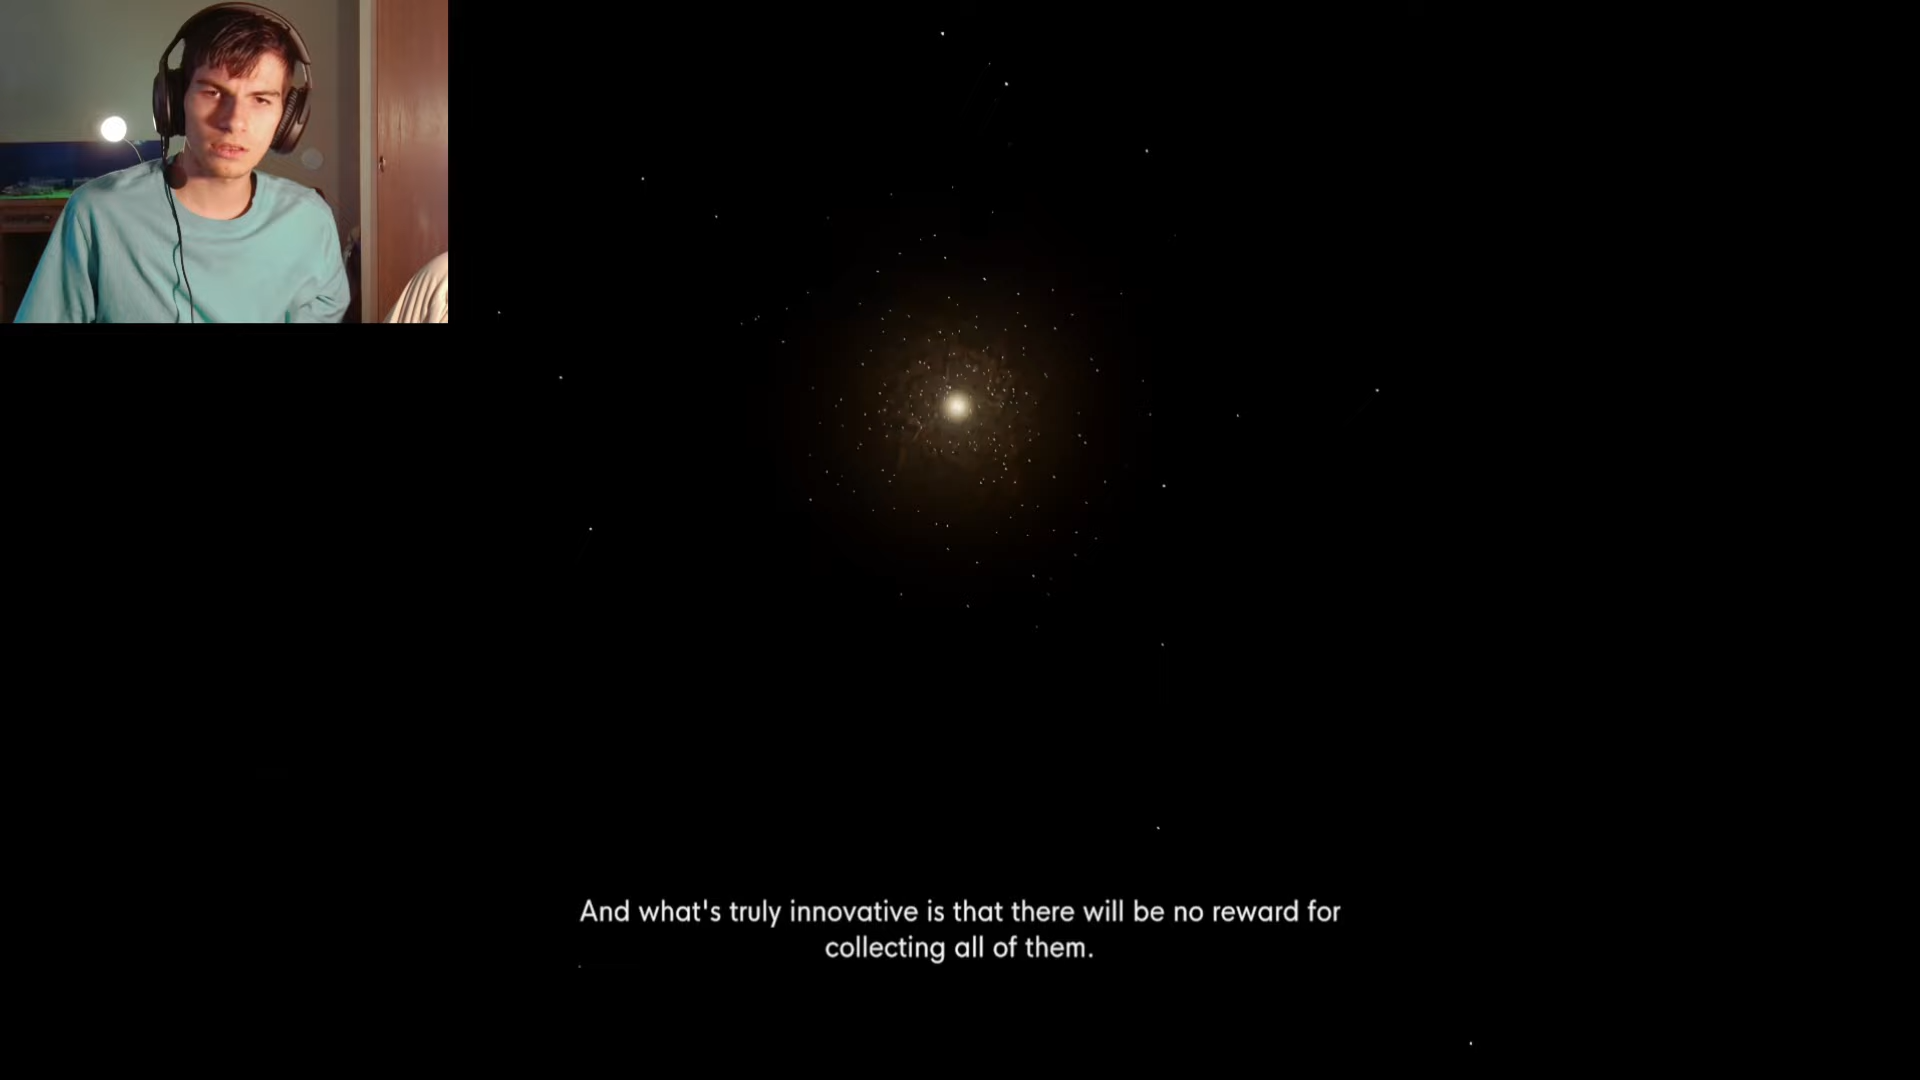 And what's truly innovative is that there will be no reward for
collecting all of them.